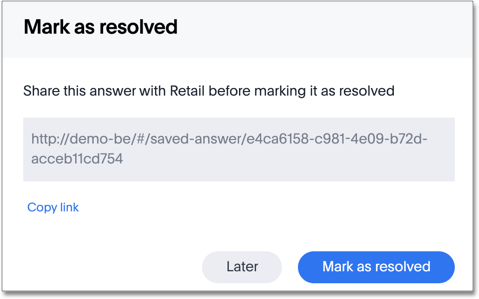 Mark as resolved
Share this answer with Retail before marking it as resolved
http://demo-be/#/saved-answer/e4ca6158-c981-4e09-b72d-
acceb11cd754
Copy link
Later
Mark as resolved